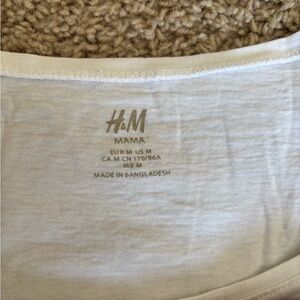 H&M
MAMA
EUR M US M
CA M CN 170/96A
MX M
MADE IN BANGLADESH